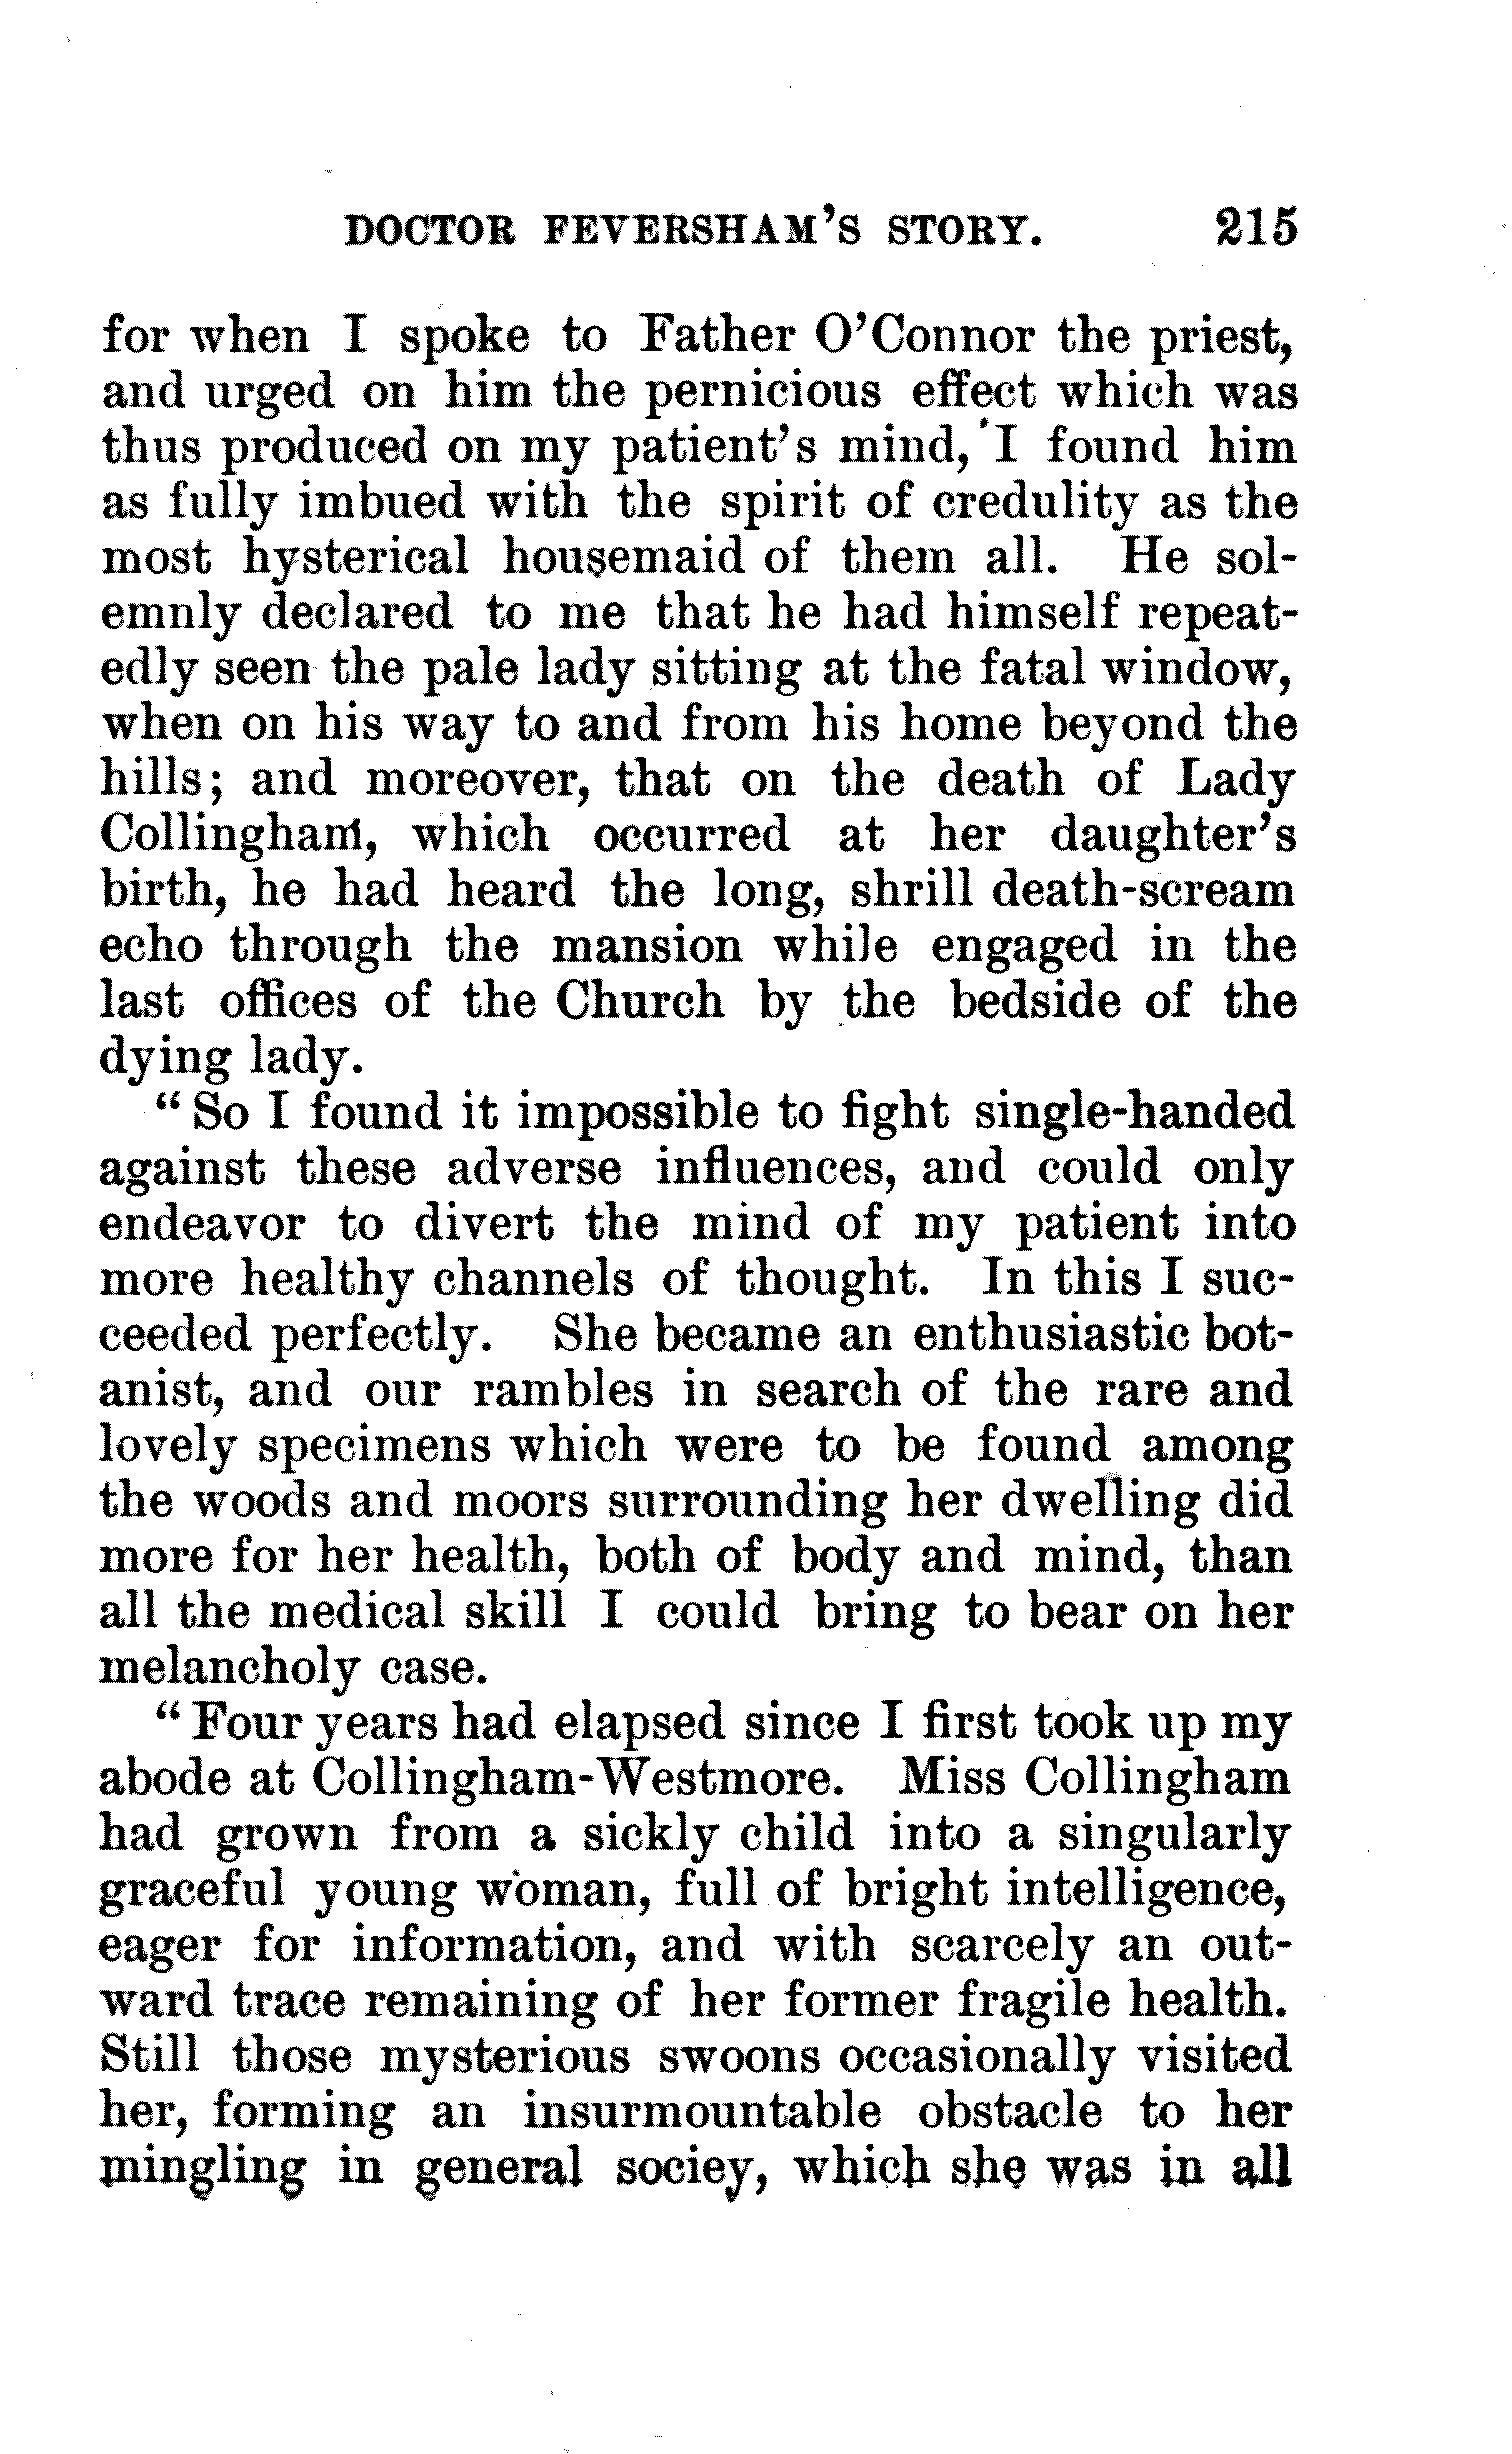 DOCTOR FEVERSHAM'S STORY. 215
for when I spoke to Father O'Connor the priest,
and urged on him the pernicious effect which was
thus produced on my patient's mind, I found him
as fully imbued with the spirit of credulity as the
most hysterical housemaid of them all. He sol-
emnly declared to me that he had himself repeat-
edly seen the pale lady sitting at the fatal window,
when on his way to and from his home beyond the
hills; and moreover, that on the death of Lady
Collingham, which occurred at her daughter's
birth, he had heard the long, shrill death-scream
echo through the mansion while engaged in the
last offices of the Church by the bedside of the
dying lady.
“So I found it impossible to fight single-handed
against these adverse influences, and could only
endeavor to divert the mind of my patient into
more healthy channels of thought. In this I suc-
ceeded perfectly. She became an enthusiastic bot-
anist, and our rambles in search of the rare and
lovely specimens which were to be found among
the woods and moors surrounding her dwelling did
more for her health, both of body and mind, than
all the medical skill I could bring to bear on her
melancholy case.
“Four years had elapsed since I first took up my
abode at Collingham-Westmore. Miss Collingham
had grown from a sickly child into a singularly
graceful young woman, full of bright intelligence,
eager for information, and with scarcely an out-
ward trace remaining of her former fragile health.
Still those mysterious swoons occasionally visited
her, forming an insurmountable obstacle to her
mingling in general sociey, which she was in all